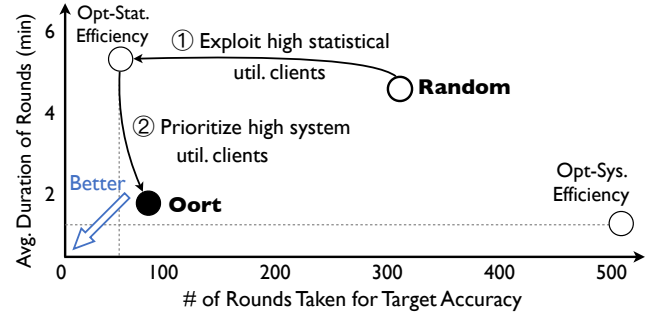 Opt-Stat.
Efficiency
① Exploit high statistical
util. clients
Random
② Prioritize high system
util. clients
Opt-Sys.
Efficiency
Better
Oort
Avg. Duration of Rounds (min)
6
4
2
0 100 200 300 400 500
# of Rounds Taken for Target Accuracy